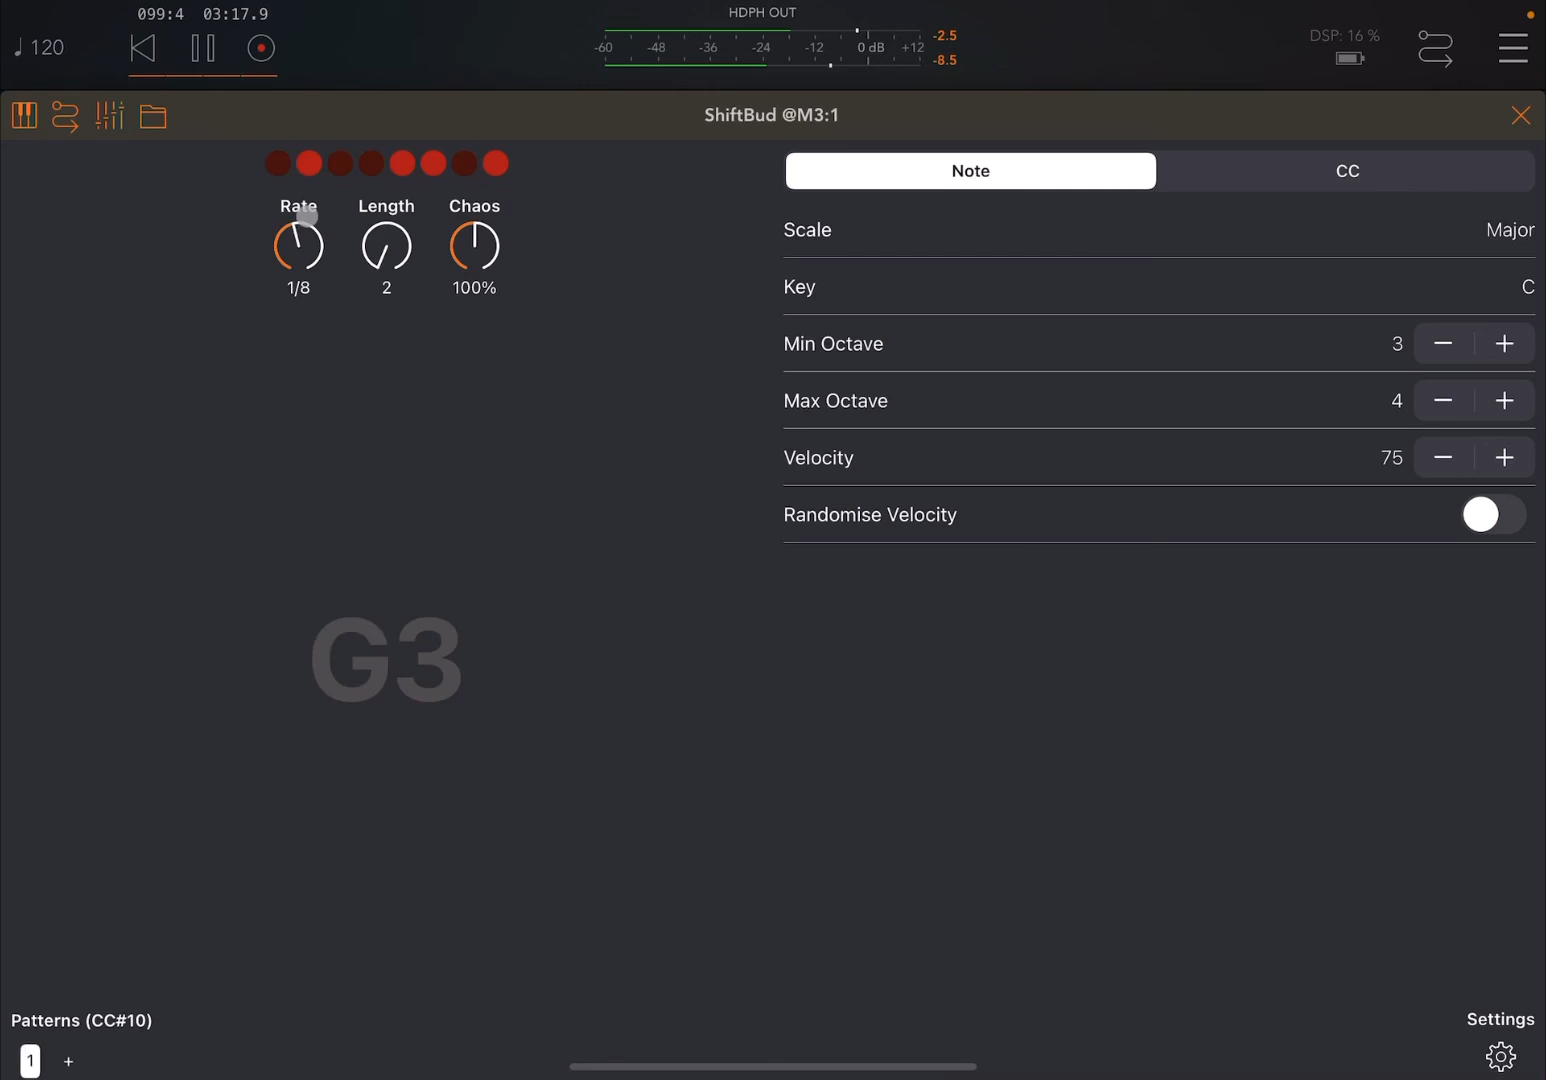 099:4 03:17.9
HDPH OUT
♩ 120
-60 -48 -36 -24 -12 0 dB +12
-2.5
-8.5
DSP: 16 %
ShiftBud @M3:1
Note CC
Rate Length Chaos
1/8 2 100%
Scale Major
Key C
Min Octave 3 − +
Max Octave 4 − +
Velocity 75 − +
Randomise Velocity
G3
Patterns (CC#10)
Settings
1 +